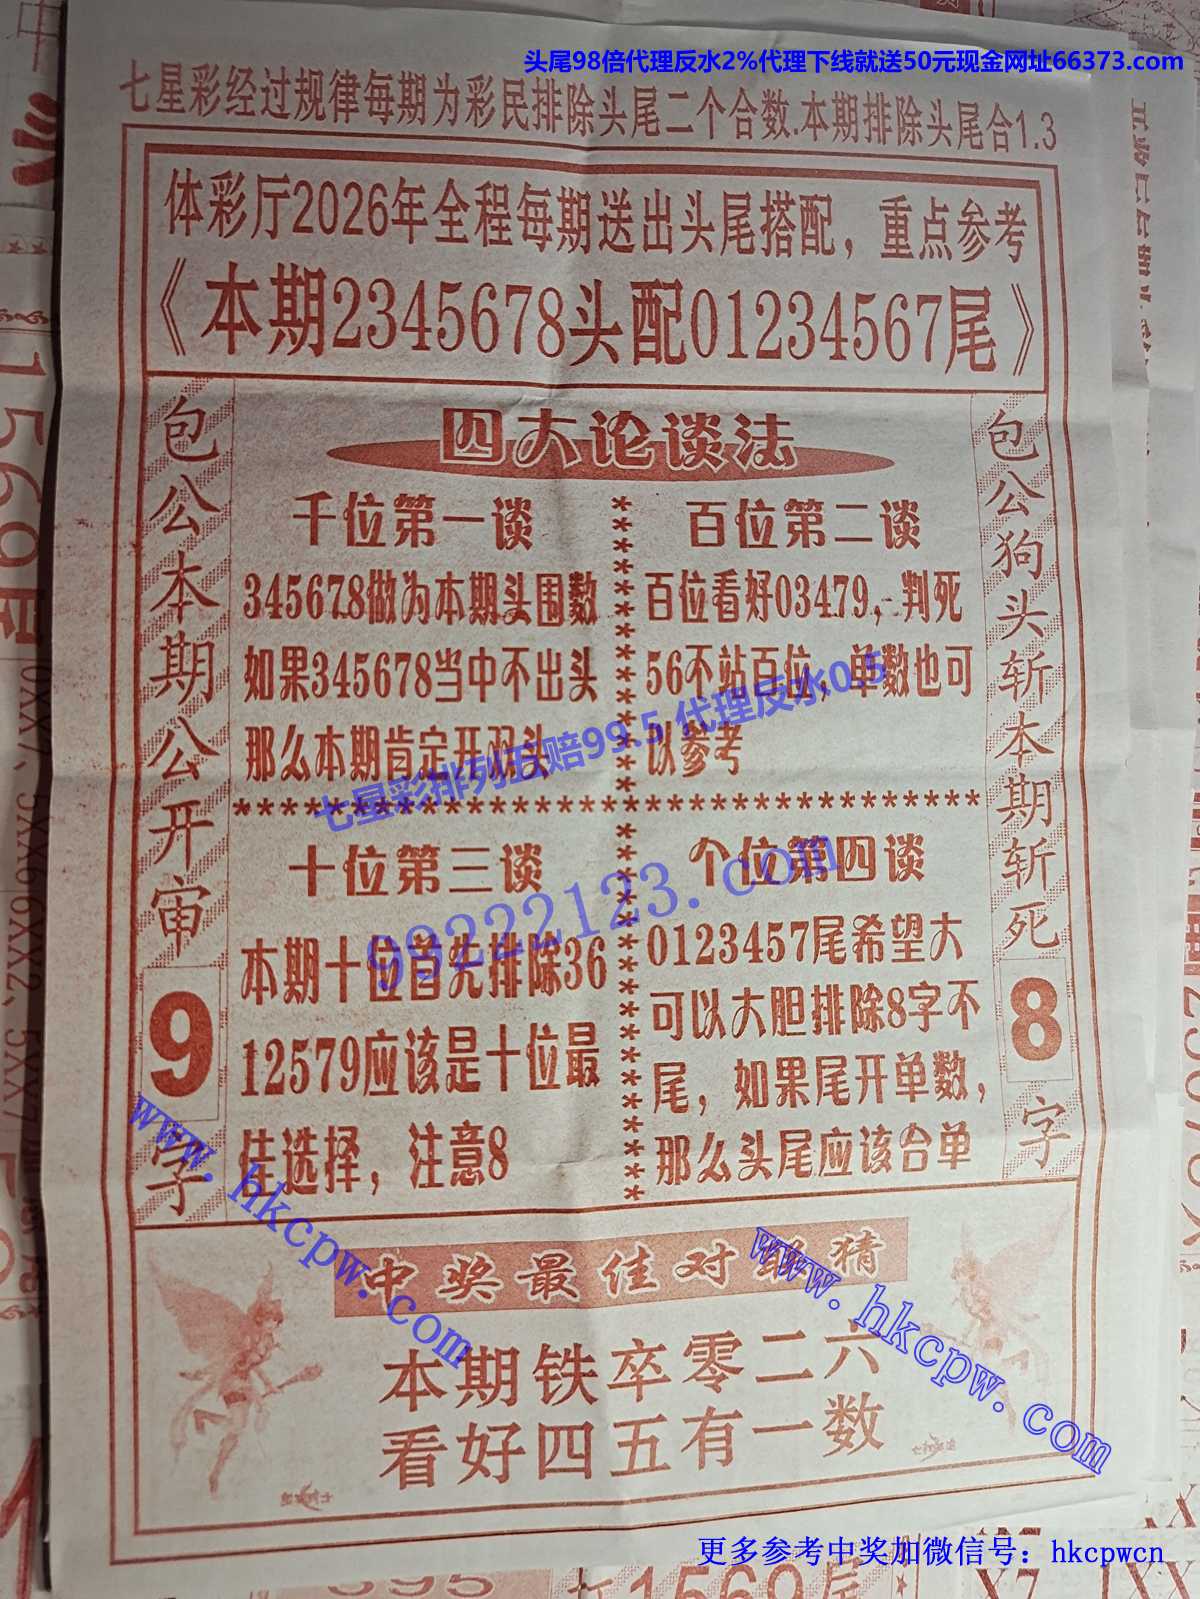 头尾98倍代理反水2%代理下线就送50元现金网址66373.com
七星彩经过规律每期为彩民排除头尾二个合数.本期排除头尾合1.3
体彩厅2026年全程每期送出头尾搭配，重点参考
《本期2345678头配01234567尾》
包公本期公开审9字
四大论谈法
千位第一谈
345678做为本期头围数
如果345678当中不出头
那么本期肯定开双头
百位第二谈
百位看好03479，判死
56不站百位，单数也可
以参考
七星彩排列五赔99.5 代理反水0.5
99222123.com
十位第三谈
本期十位首先排除36
12579应该是十位最
佳选择，注意8
个位第四谈
0123457尾希望大
可以大胆排除8字不
尾，如果尾开单数，
那么头尾应该合单
包公狗头斩本期斩死8字
www.hkcpw.com
www.hkcpw.com
中奖最佳对联猜
本期铁卒零二六
看好四五有一数
更多参考中奖加微信号：hkcpwcn
1569尾